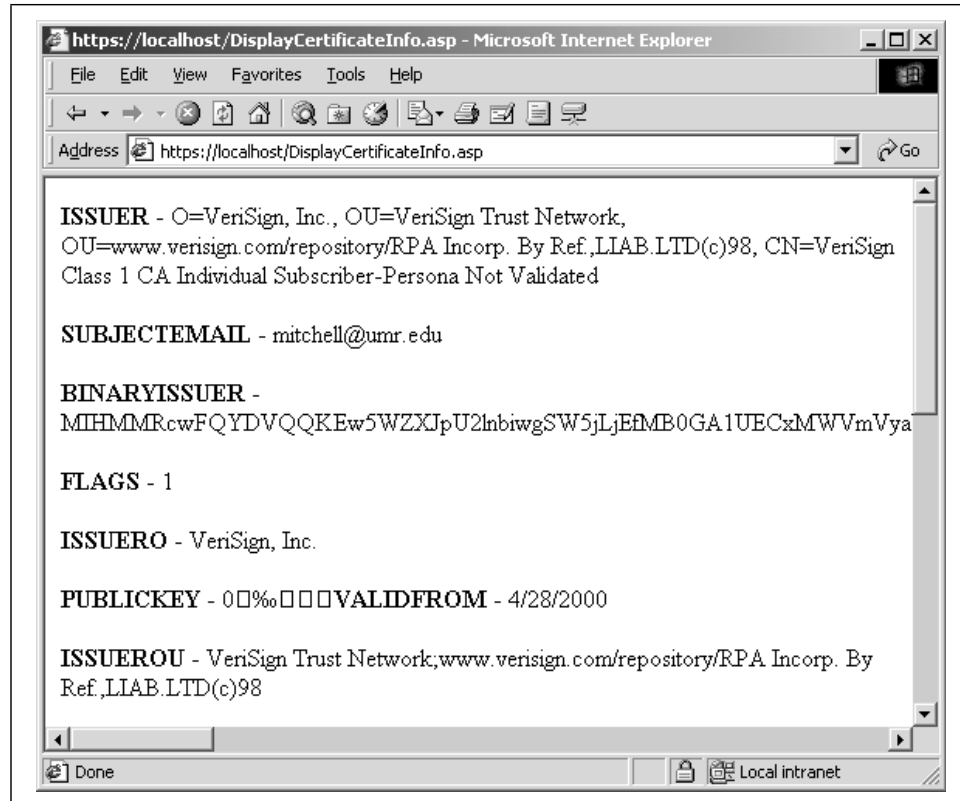 https://localhost/DisplayCertificateInfo.asp - Microsoft Internet Explorer
File Edit View Favorites Tools Help
Address https://localhost/DisplayCertificateInfo.asp Go
ISSUER - O=VeriSign, Inc., OU=VeriSign Trust Network,
OU=www.verisign.com/repository/RPA Incorp. By Ref.,LIAB.LTD(c)98, CN=VeriSign
Class 1 CA Individual Subscriber-Persona Not Validated
SUBJECTEMAIL - mitchell@umr.edu
BINARYISSUER -
MIHMMRcwFQYDVQQKEw5WZXJpU2lnbiwgSW5jLjEfMB0GA1UECxMWVmVya
FLAGS - 1
ISSUERO - VeriSign, Inc.
PUBLICKEY - 0□‰□□□VALIDFROM - 4/28/2000
ISSUEROU - VeriSign Trust Network;www.verisign.com/repository/RPA Incorp. By
Ref.,LIAB.LTD(c)98
Done Local intranet